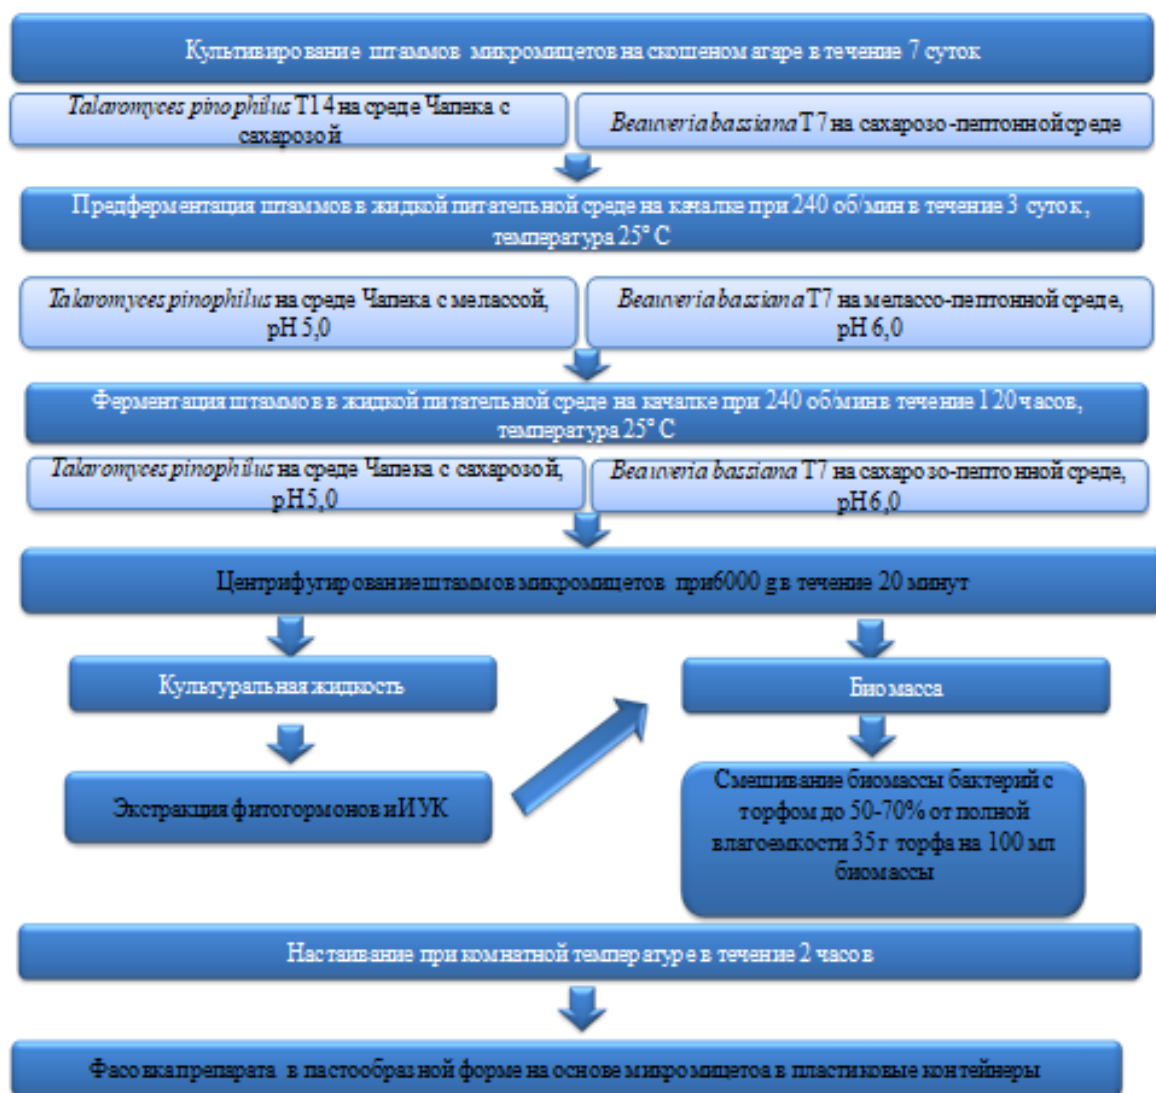 Культивирование штаммов микромицетов на скошеном агаре в течение 7 суток
Talaromyces pinophilus T14 на среде Чапека с
сахарозой
Beauveria bassiana T7 на сахарозо-пептонной среде
Предферментация штаммов в жидкой питательной среде на качалке при 240 об/мин в течение 3 суток,
температура 25° С
Talaromyces pinophilus на среде Чапека с мелассой,
pH 5,0
Beauveria bassiana T7 на мелассо-пептонной среде,
pH 6,0
Ферментация штаммов в жидкой питательной среде на качалке при 240 об/мин в течение 120 часов,
температура 25° С
Talaromyces pinophilus на среде Чапека с сахарозой,
pH 5,0
Beauveria bassiana T7 на сахарозо-пептонной среде,
pH 6,0
Центрифугирование штаммов микромицетов при 6000 g в течение 20 минут
Культуральная жидкость
Биомасса
Экстракция фитогормонов и ИУК
Смешивание биомассы бактерий с
торфом до 50-70% от полной
влагоемкости 35 г торфа на 100 мл
биомассы
Настаивание при комнатной температуре в течение 2 часов
Фасовка препарата в пастообразной форме на основе микромицетоа в пластиковые контейнеры